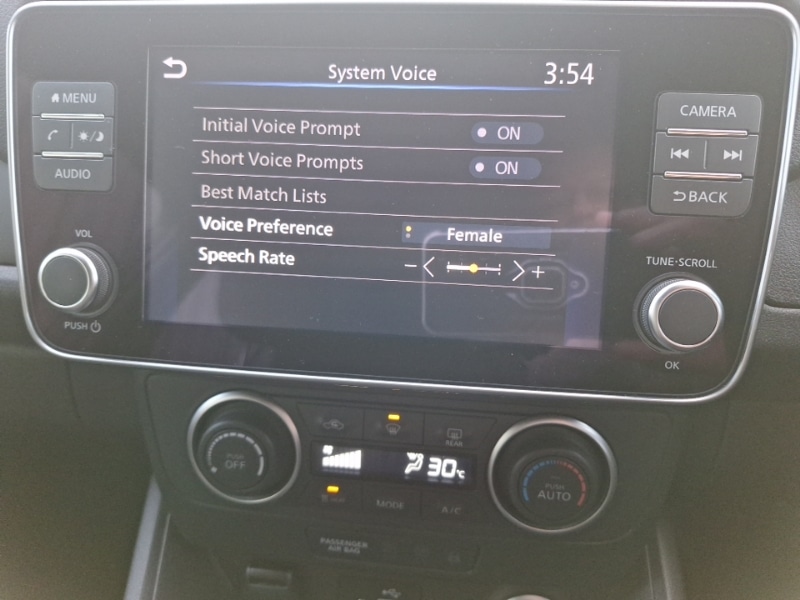 System Voice 3:54
MENU
CAMERA
Initial Voice Prompt ON
Short Voice Prompts ON
AUDIO
Best Match Lists
BACK
Voice Preference Female
Speech Rate − +
VOL
TUNE·SCROLL
PUSH
OK
REAR
PUSH
OFF
30°C
PUSH
AUTO
MODE
A/C
PASSENGER
AIR BAG